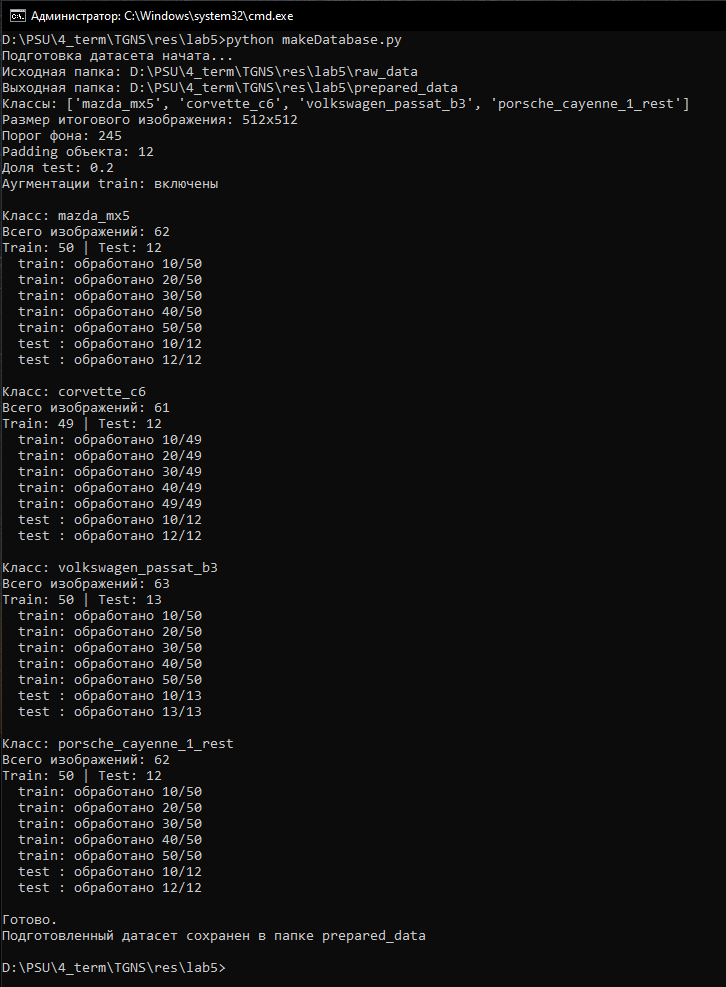 Администратор: C:\Windows\system32\cmd.exe
D:\PSU\4_term\TGNS\res\lab5>python makeDatabase.py
Подготовка датасета начата...
Исходная папка: D:\PSU\4_term\TGNS\res\lab5\raw_data
Выходная папка: D:\PSU\4_term\TGNS\res\lab5\prepared_data
Классы: ['mazda_mx5', 'corvette_c6', 'volkswagen_passat_b3', 'porsche_cayenne_1_rest']
Размер итогового изображения: 512x512
Порог фона: 245
Padding объекта: 12
Доля test: 0.2
Аугментации train: включены

Класс: mazda_mx5
Всего изображений: 62
Train: 50 | Test: 12
  train: обработано 10/50
  train: обработано 20/50
  train: обработано 30/50
  train: обработано 40/50
  train: обработано 50/50
  test : обработано 10/12
  test : обработано 12/12

Класс: corvette_c6
Всего изображений: 61
Train: 49 | Test: 12
  train: обработано 10/49
  train: обработано 20/49
  train: обработано 30/49
  train: обработано 40/49
  train: обработано 49/49
  test : обработано 10/12
  test : обработано 12/12

Класс: volkswagen_passat_b3
Всего изображений: 63
Train: 50 | Test: 13
  train: обработано 10/50
  train: обработано 20/50
  train: обработано 30/50
  train: обработано 40/50
  train: обработано 50/50
  test : обработано 10/13
  test : обработано 13/13

Класс: porsche_cayenne_1_rest
Всего изображений: 62
Train: 50 | Test: 12
  train: обработано 10/50
  train: обработано 20/50
  train: обработано 30/50
  train: обработано 40/50
  train: обработано 50/50
  test : обработано 10/12
  test : обработано 12/12

Готово.
Подготовленный датасет сохранен в папке prepared_data

D:\PSU\4_term\TGNS\res\lab5>